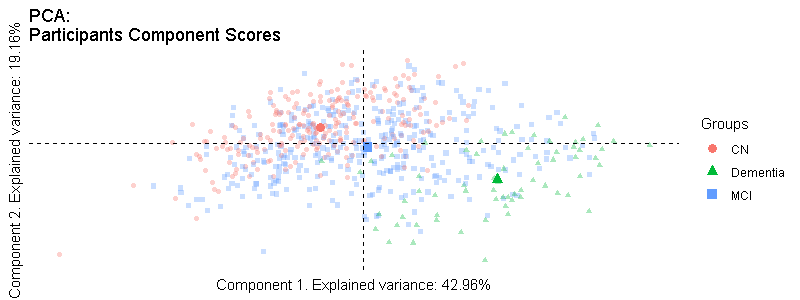 PCA:
Participants Component Scores
Component 2. Explained variance: 19.16%
Groups
CN
Dementia
MCI
Component 1. Explained variance: 42.96%